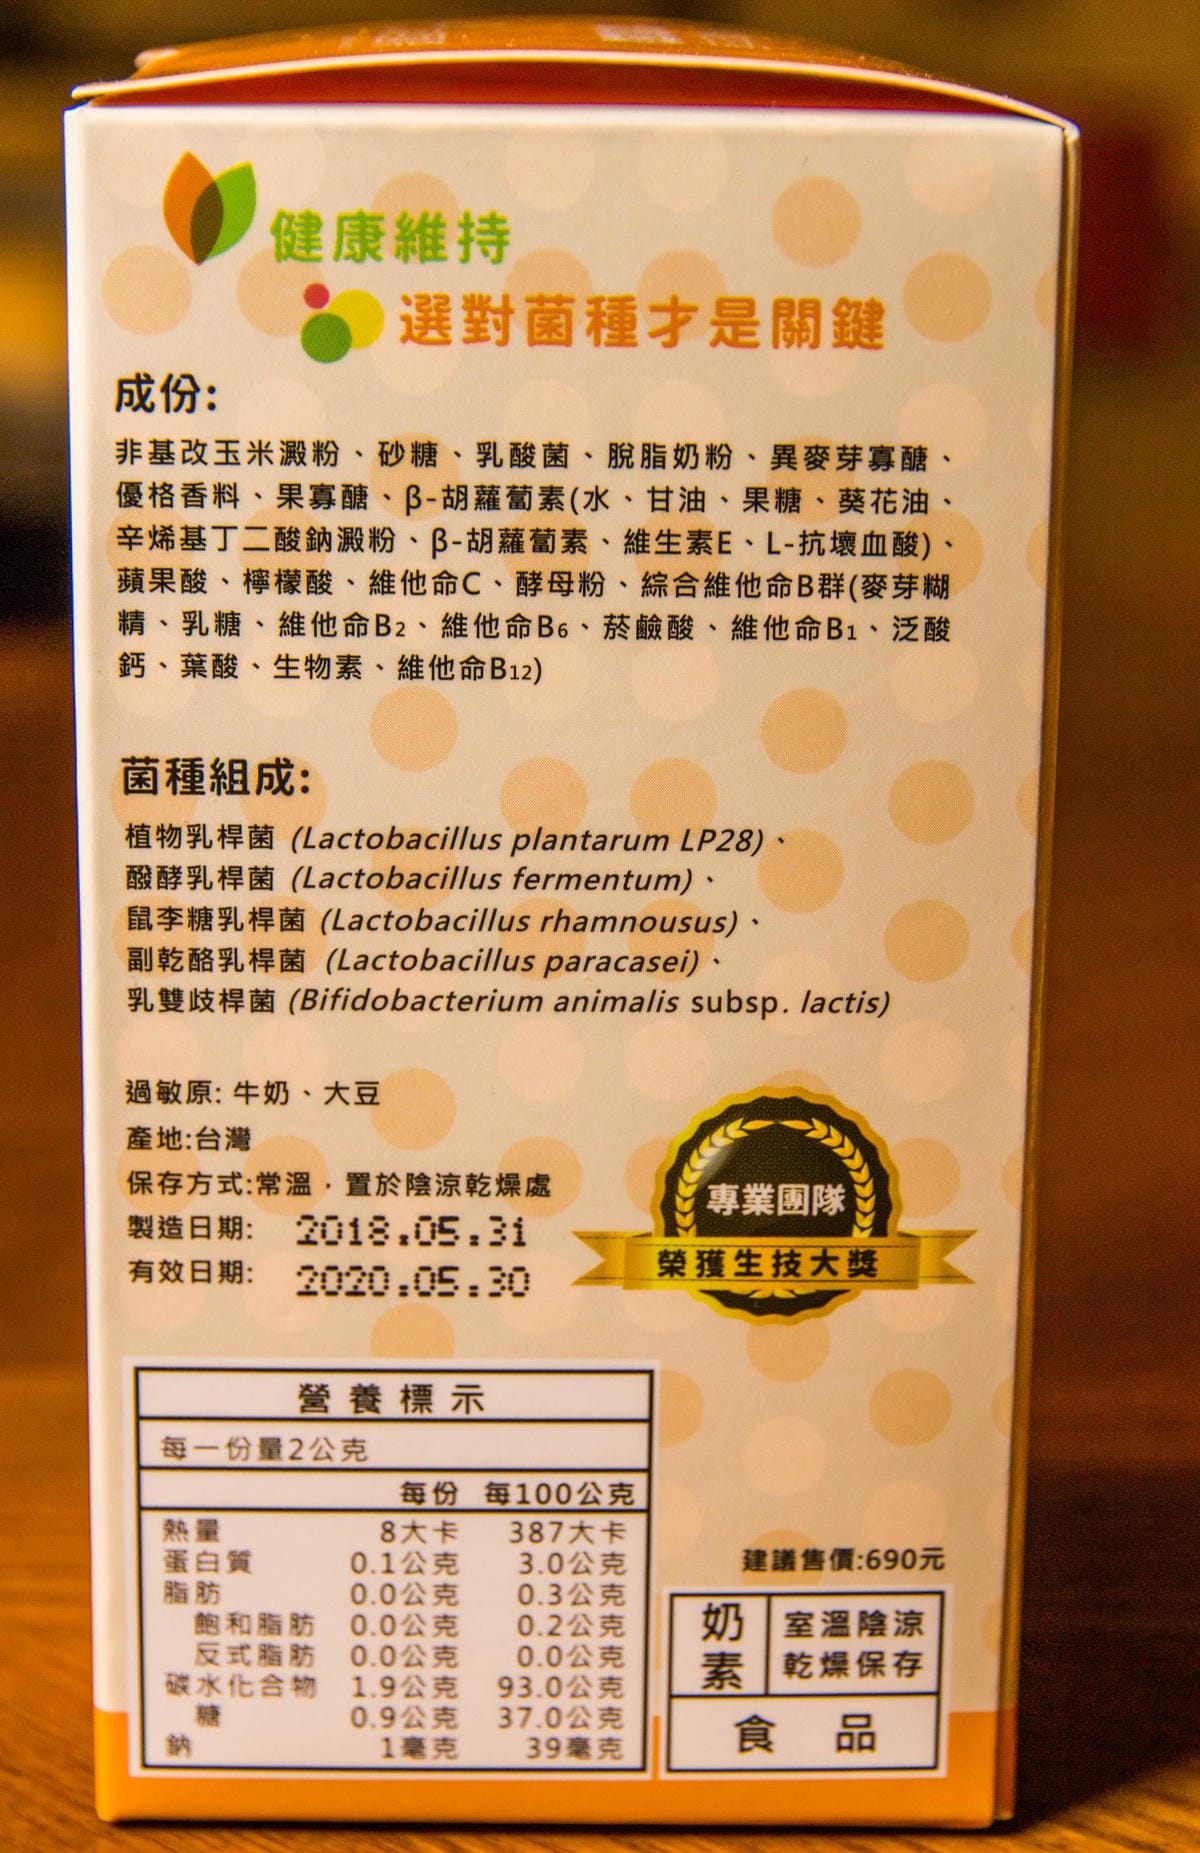 健康維持
選對菌種才是關鍵
成份:
非基改玉米澱粉、砂糖、乳酸菌、脫脂奶粉、異麥芽寡醣、
優格香料、果寡醣、β-胡蘿蔔素(水、甘油、果糖、葵花油、
辛烯基丁二酸鈉澱粉、β-胡蘿蔔素、維生素E、L-抗壞血酸)、
蘋果酸、檸檬酸、維他命C、酵母粉、綜合維他命B群(麥芽糊
精、乳糖、維他命B2、維他命B6、菸鹼酸、維他命B1、泛酸
鈣、葉酸、生物素、維他命B12)
菌種組成:
植物乳桿菌 (Lactobacillus plantarum LP28)、
醱酵乳桿菌 (Lactobacillus fermentum)、
鼠李糖乳桿菌 (Lactobacillus rhamnousus)、
副乾酪乳桿菌 (Lactobacillus paracasei)、
乳雙歧桿菌 (Bifidobacterium animalis subsp. lactis)
過敏原: 牛奶、大豆
產地:台灣
保存方式:常溫，置於陰涼乾燥處
製造日期: 2018.05.31
有效日期: 2020.05.30
專業團隊
榮獲生技大獎
營養標示
每一份量2公克
每份 每100公克
熱量 8大卡 387大卡
蛋白質 0.1公克 3.0公克
脂肪 0.0公克 0.3公克
飽和脂肪 0.0公克 0.2公克
反式脂肪 0.0公克 0.0公克
碳水化合物 1.9公克 93.0公克
糖 0.9公克 37.0公克
鈉 1毫克 39毫克
建議售價:690元
奶素
室溫陰涼
乾燥保存
食品